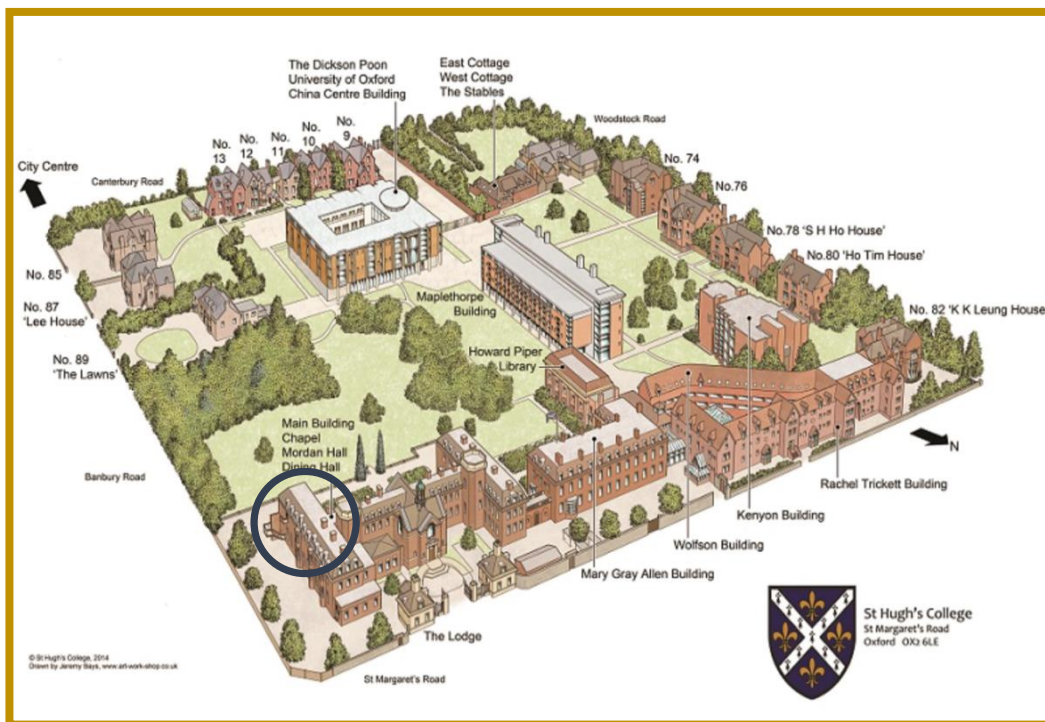 The Dickson Poon
University of Oxford
China Centre Building
East Cottage
West Cottage
The Stables
Woodstock Road
No.
13
No.
12
No.
11
No.
10
No.
9
City Centre
Canterbury Road
No. 74
No.76
No.78 'S H Ho House'
No.80 'Ho Tim House'
No. 82 'K K Leung House'
No. 85
No. 87
'Lee House'
No. 89
'The Lawns'
Maplethorpe
Building
Howard Piper
Library
Main Building
Chapel
Mordan Hall
Dining Hall
Banbury Road
N
Rachel Trickett Building
Kenyon Building
Wolfson Building
Mary Gray Allen Building
The Lodge
St Margaret's Road
St Hugh's College
St Margaret's Road
Oxford OX2 6LE
© St Hugh's College, 2014
Drawn by Jeremy Bays, www.art-work-shop.co.uk